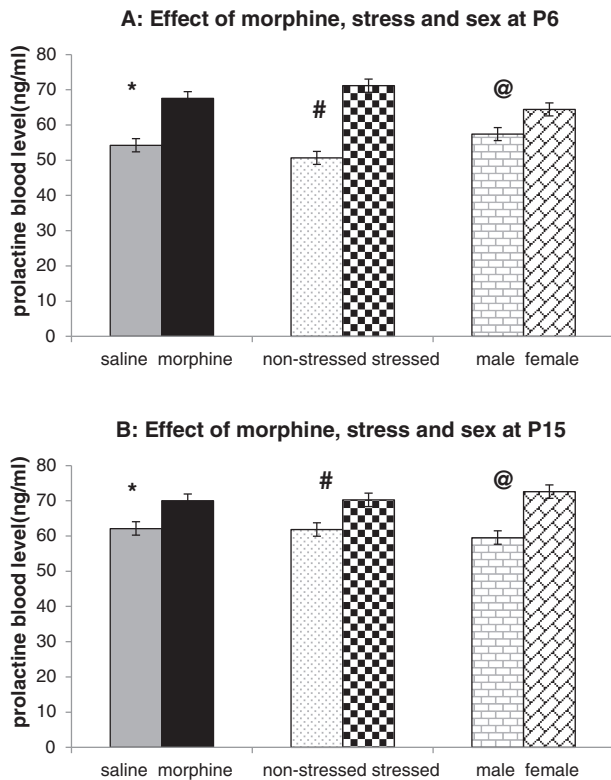 A: Effect of morphine, stress and sex at P6
prolactine blood level(ng/ml)
80
70
60
50
40
30
20
10
0
*
#
@
saline morphine
non-stressed stressed
male female
B: Effect of morphine, stress and sex at P15
prolactine blood level(ng/ml)
80
70
60
50
40
30
20
10
0
*
#
@
saline morphine
non-stressed stressed
male female